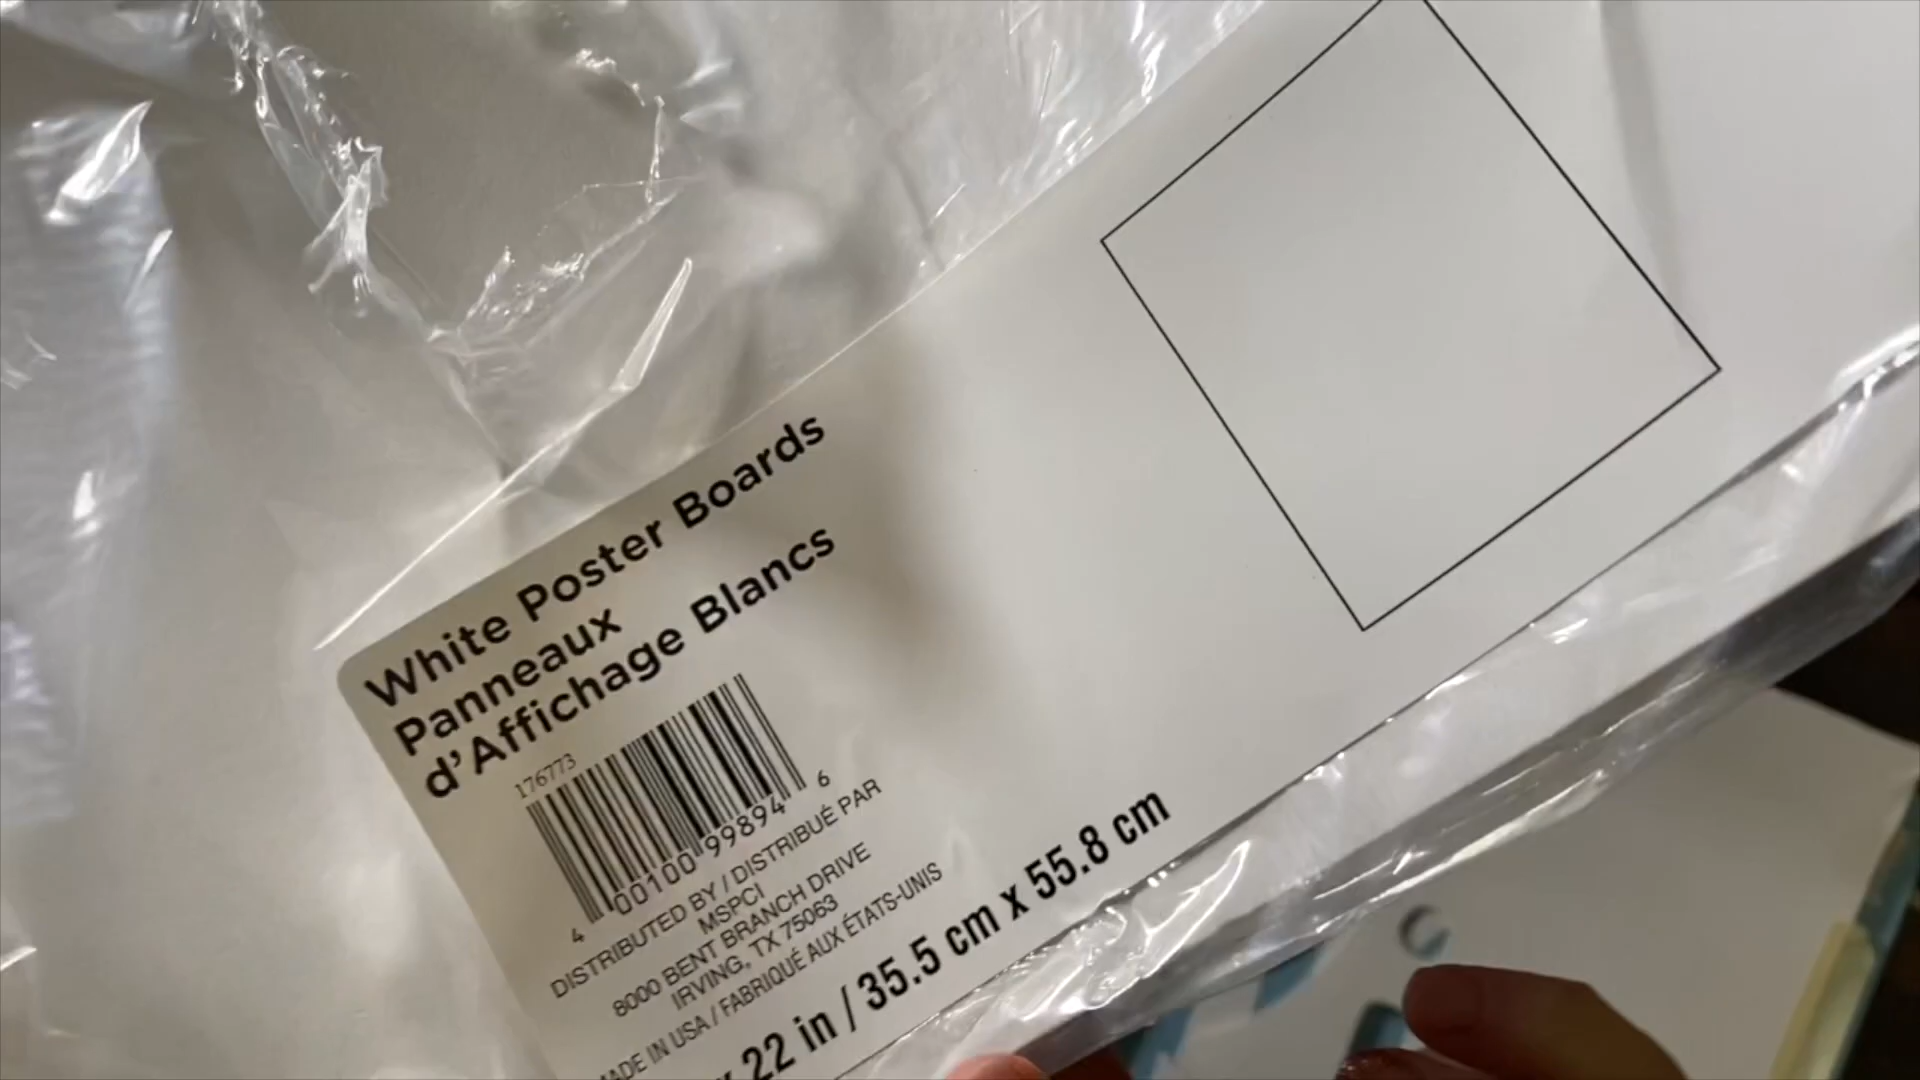 White Poster Boards
Panneaux
d'Affichage Blancs
176773
4 00100 99894 6
DISTRIBUTED BY / DISTRIBUÉ PAR
MSPCI
8000 BENT BRANCH DRIVE
IRVING, TX 75063
MADE IN USA / FABRIQUÉ AUX ÉTATS-UNIS
x 22 in / 35.5 cm x 55.8 cm